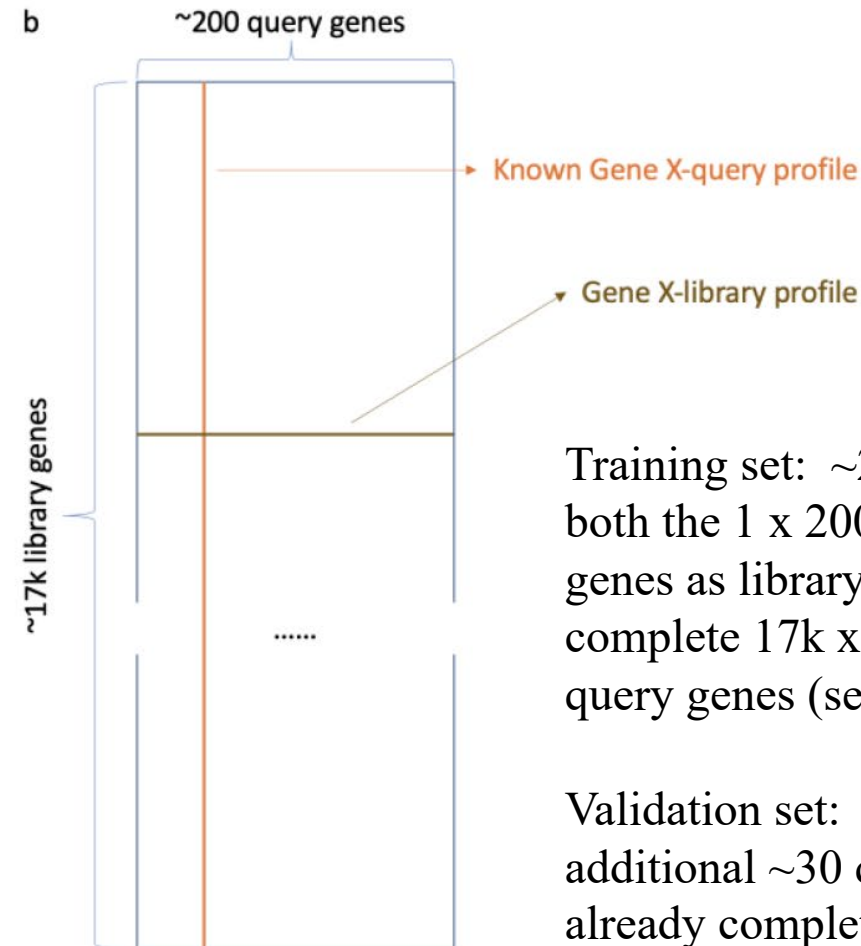 b
~200 query genes
Known Gene X-query profile
Gene X-library profile
~17k library genes
......
Training set: ~
both the 1 x 200
genes as library
complete 17k x
query genes (se
Validation set:
additional ~30
already complet